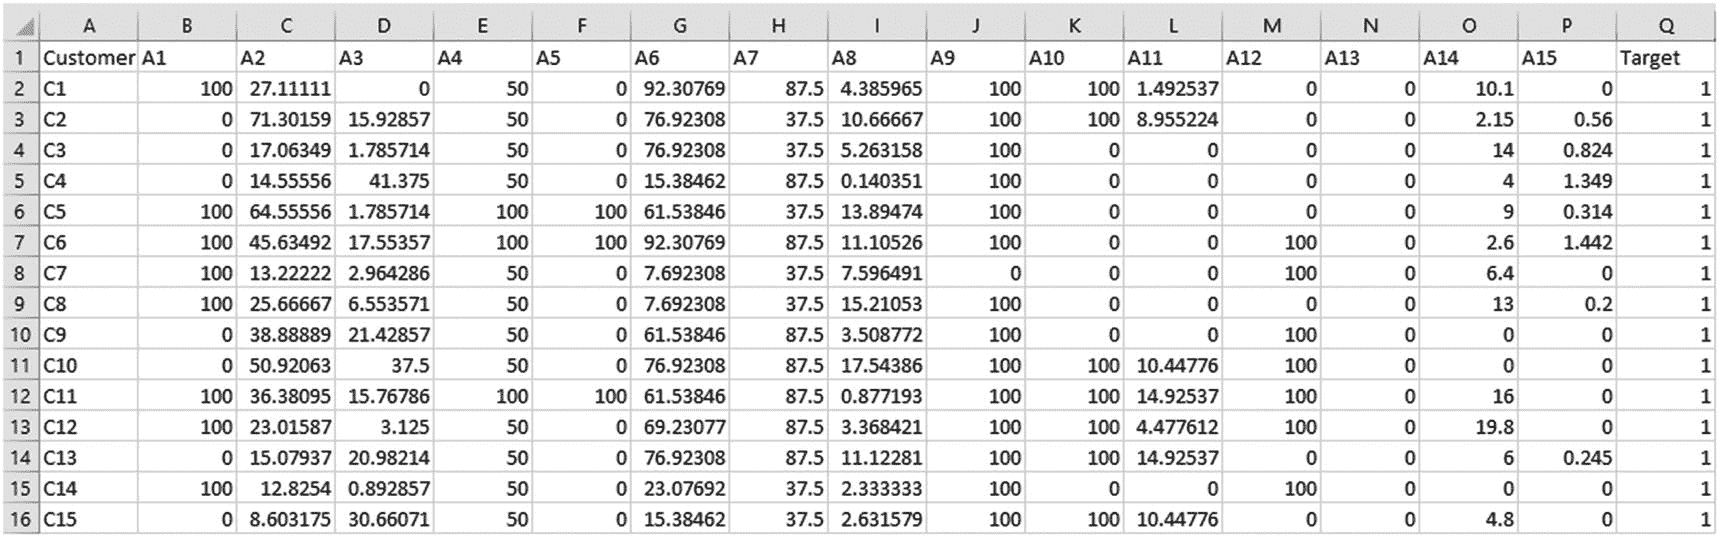 A B C D E F G H I J K L M N O P Q
1 Customer A1 A2 A3 A4 A5 A6 A7 A8 A9 A10 A11 A12 A13 A14 A15 Target
2 C1 100 27.11111 0 50 0 92.30769 87.5 4.385965 100 100 1.492537 0 0 10.1 0 1
3 C2 0 71.30159 15.92857 50 0 76.92308 37.5 10.66667 100 100 8.955224 0 0 2.15 0.56 1
4 C3 0 17.06349 1.785714 50 0 76.92308 37.5 5.263158 100 0 0 0 0 14 0.824 1
5 C4 0 14.55556 41.375 50 0 15.38462 87.5 0.140351 100 0 0 0 0 4 1.349 1
6 C5 100 64.55556 1.785714 100 100 61.53846 37.5 13.89474 100 0 0 0 0 9 0.314 1
7 C6 100 45.63492 17.55357 100 100 92.30769 87.5 11.10526 100 0 0 100 0 2.6 1.442 1
8 C7 100 13.22222 2.964286 50 0 7.692308 37.5 7.596491 0 0 0 100 0 6.4 0 1
9 C8 100 25.66667 6.553571 50 0 7.692308 37.5 15.21053 100 0 0 0 0 13 0.2 1
10 C9 0 38.88889 21.42857 50 0 61.53846 87.5 3.508772 100 0 0 100 0 0 0 1
11 C10 0 50.92063 37.5 50 0 76.92308 87.5 17.54386 100 100 10.44776 100 0 0 0 1
12 C11 100 36.38095 15.76786 100 100 61.53846 87.5 0.877193 100 100 14.92537 100 0 16 0 1
13 C12 100 23.01587 3.125 50 0 69.23077 87.5 3.368421 100 100 4.477612 100 0 19.8 0 1
14 C13 0 15.07937 20.98214 50 0 76.92308 87.5 11.12281 100 100 14.92537 0 0 6 0.245 1
15 C14 100 12.8254 0.892857 50 0 23.07692 37.5 2.333333 100 0 0 100 0 0 0 1
16 C15 0 8.603175 30.66071 50 0 15.38462 37.5 2.631579 100 100 10.44776 0 0 4.8 0 1